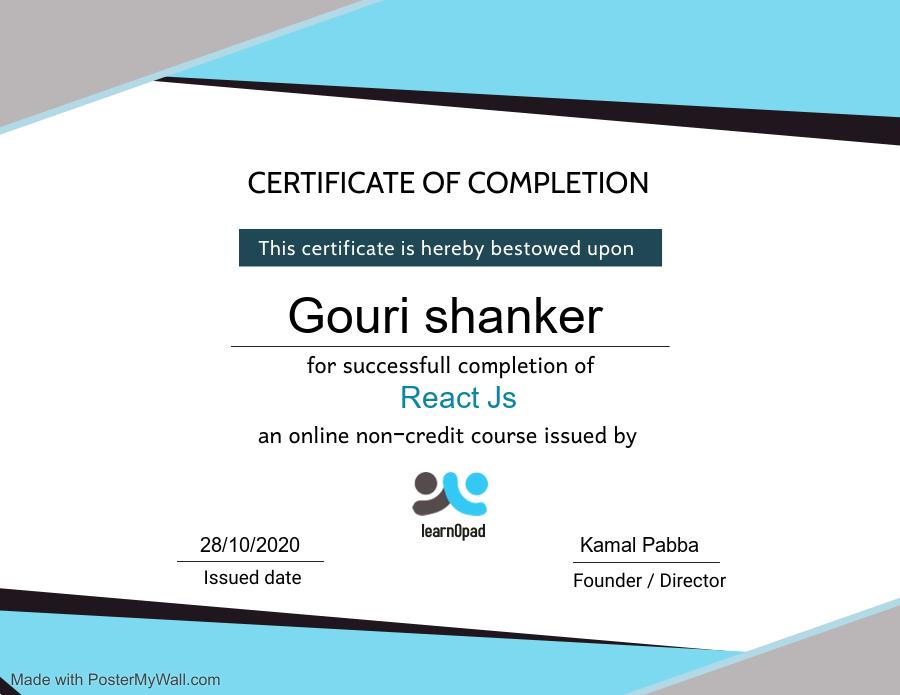 CERTIFICATE OF COMPLETION
This certificate is hereby bestowed upon
Gouri shanker
for successfull completion of
React Js
an online non-credit course issued by
learnOpad
28/10/2020
Issued date
Kamal Pabba
Founder / Director
Made with PosterMyWall.com